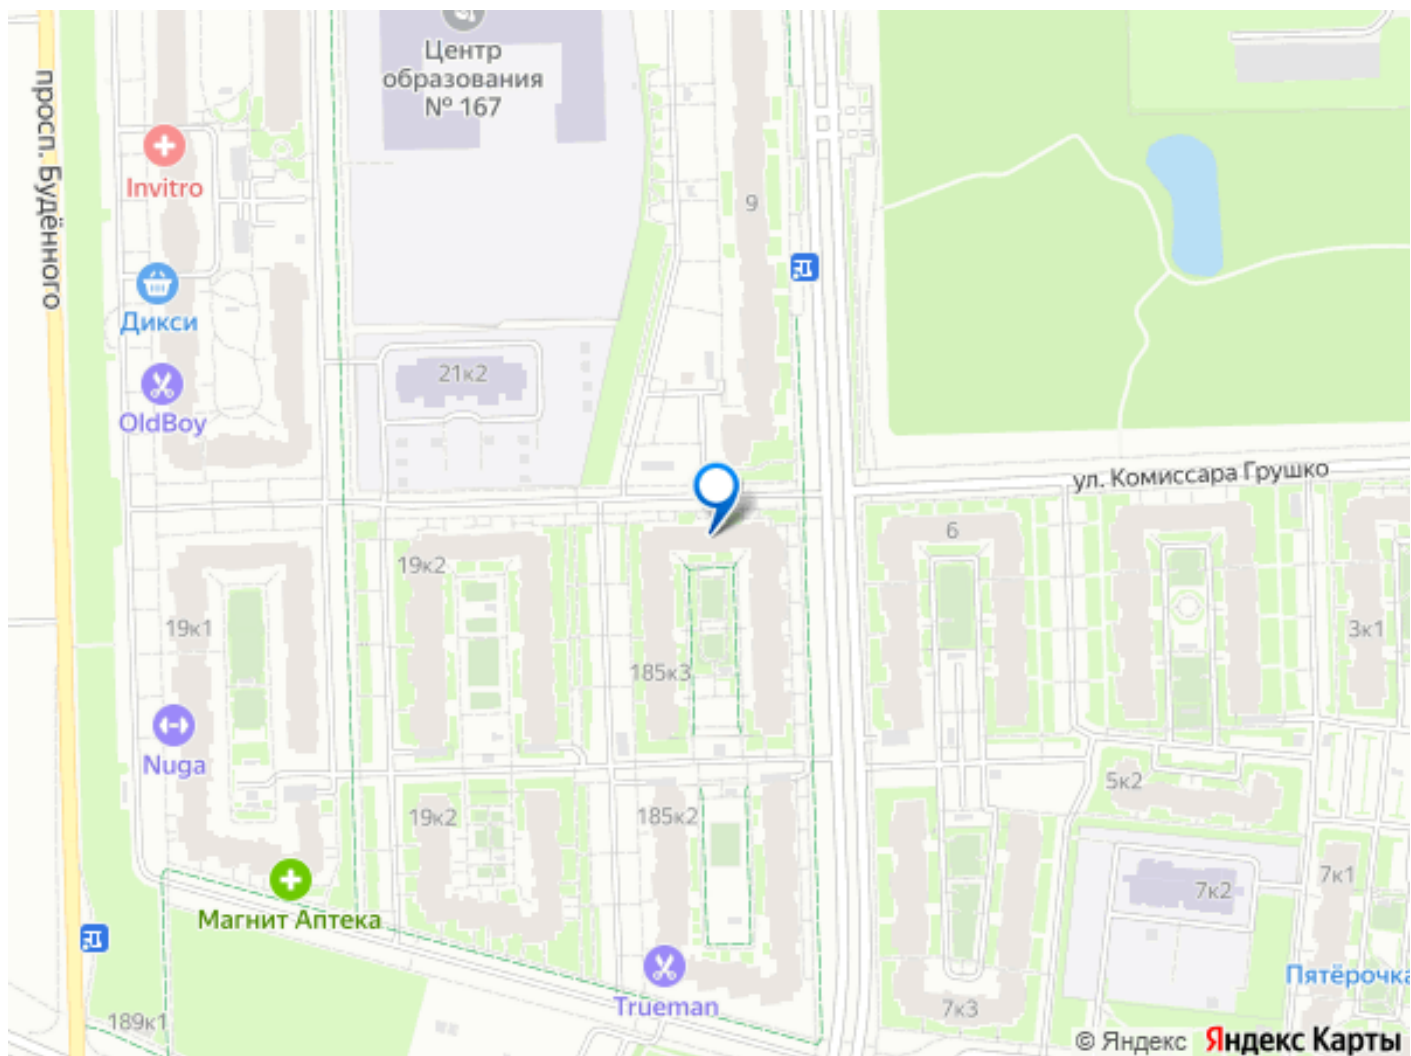 Центр
образования
№ 167
просп. Будённого
Invitro
9
Дикси
21к2
OldBoy
ул. Комиссара Грушко
6
19к2
19к1
3к1
185к3
Nuga
5к2
19к2
185к2
7к1
7к2
Магнит Аптека
Пятёрочка
Trueman
7к3
189к1
© Яндекс Яндекс Карты